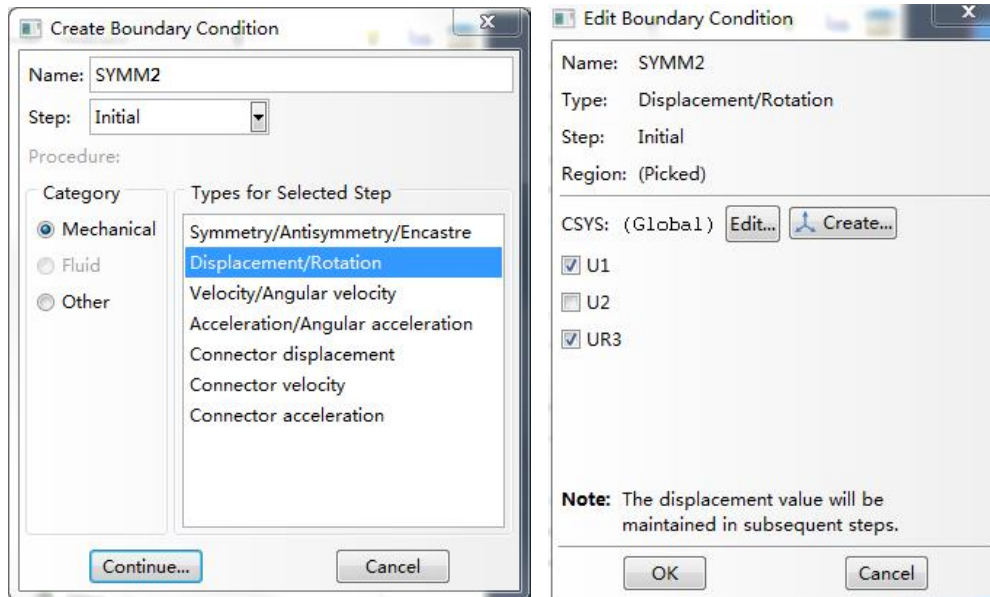 Create Boundary Condition
X
Name: SYMM2
Step: Initial
Procedure:
Category
Mechanical
Fluid
Other
Types for Selected Step
Symmetry/Antisymmetry/Encastre
Displacement/Rotation
Velocity/Angular velocity
Acceleration/Angular acceleration
Connector displacement
Connector velocity
Connector acceleration
Continue...
Cancel
Edit Boundary Condition
X
Name: SYMM2
Type: Displacement/Rotation
Step: Initial
Region: (Picked)
CSYS: (Global) Edit... Create...
U1
U2
UR3
Note: The displacement value will be
maintained in subsequent steps.
OK
Cancel